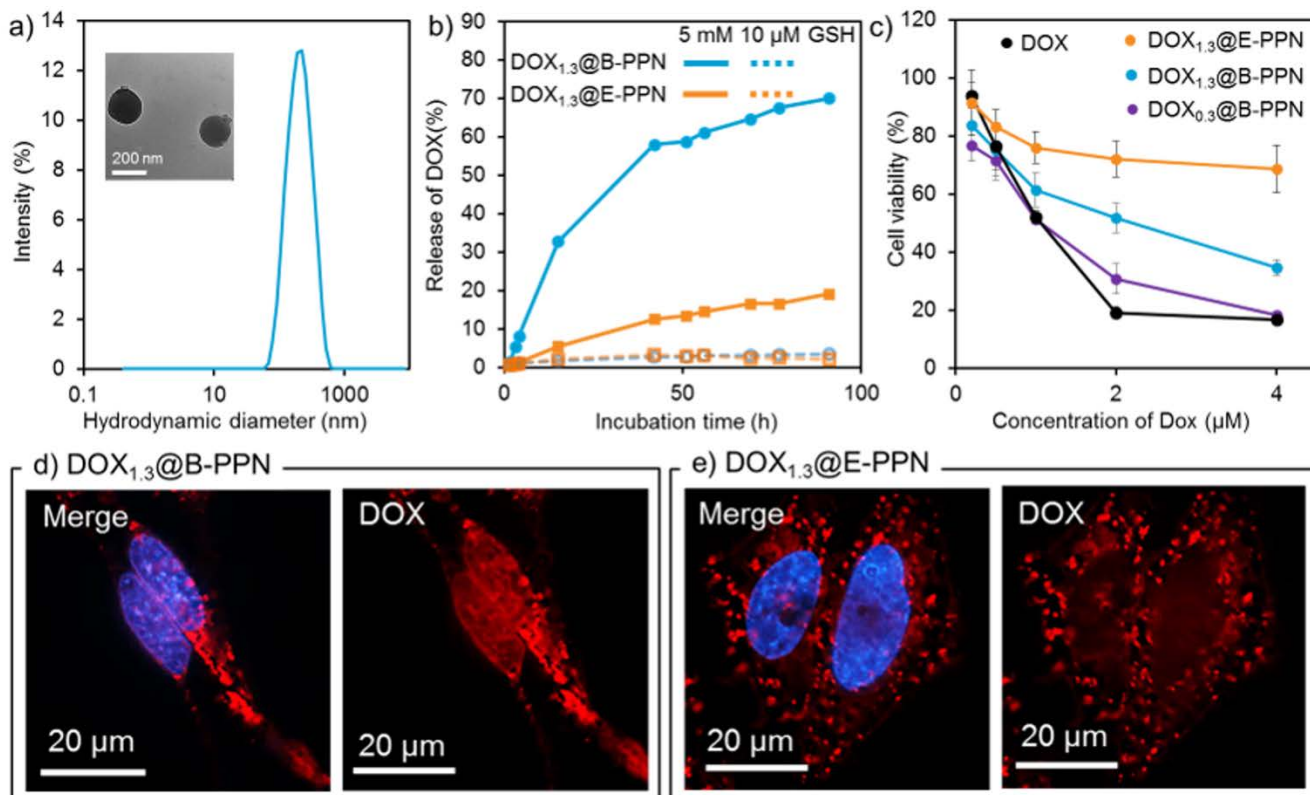 a)
14
12
10
8
6
4
2
0
Intensity (%)
200 nm
0.1 10 1000
Hydrodynamic diameter (nm)
b)
90
80
70
60
50
40
30
20
10
0
Release of DOX(%)
5 mM 10 µM GSH
DOX1.3@B-PPN
DOX1.3@E-PPN
0 50 100
Incubation time (h)
c)
120
100
80
60
40
20
0
Cell viability (%)
DOX
DOX1.3@E-PPN
DOX1.3@B-PPN
DOX0.3@B-PPN
0 2 4
Concentration of Dox (µM)
d) DOX1.3@B-PPN
Merge
20 µm
DOX
20 µm
e) DOX1.3@E-PPN
Merge
20 µm
DOX
20 µm